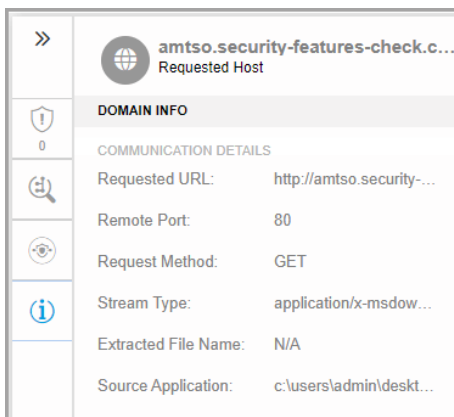 »
amtso.security-features-check.c...
Requested Host
DOMAIN INFO
0
COMMUNICATION DETAILS
Requested URL: http://amtso.security-...
Remote Port: 80
Request Method: GET
Stream Type: application/x-msdow...
Extracted File Name: N/A
Source Application: c:\users\admin\deskt...